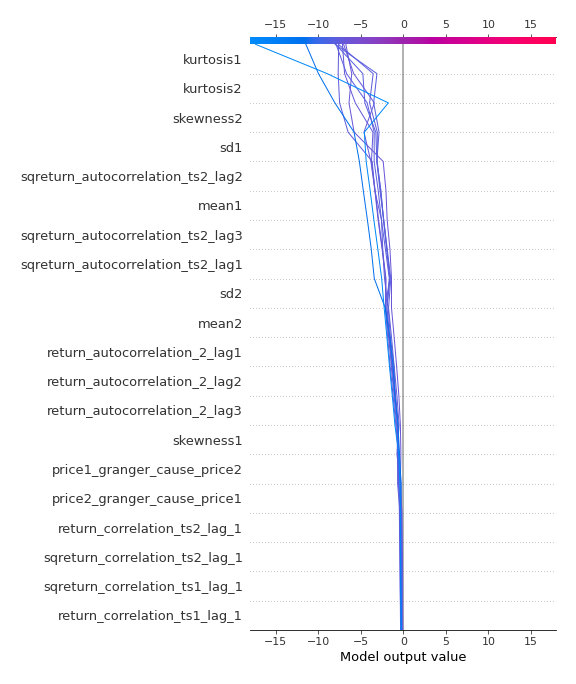 −15 −10 −5 0 5 10 15
kurtosis1
kurtosis2
skewness2
sd1
sqreturn_autocorrelation_ts2_lag2
mean1
sqreturn_autocorrelation_ts2_lag3
sqreturn_autocorrelation_ts2_lag1
sd2
mean2
return_autocorrelation_2_lag1
return_autocorrelation_2_lag2
return_autocorrelation_2_lag3
skewness1
price1_granger_cause_price2
price2_granger_cause_price1
return_correlation_ts2_lag_1
sqreturn_correlation_ts2_lag_1
sqreturn_correlation_ts1_lag_1
return_correlation_ts1_lag_1
−15 −10 −5 0 5 10 15
Model output value